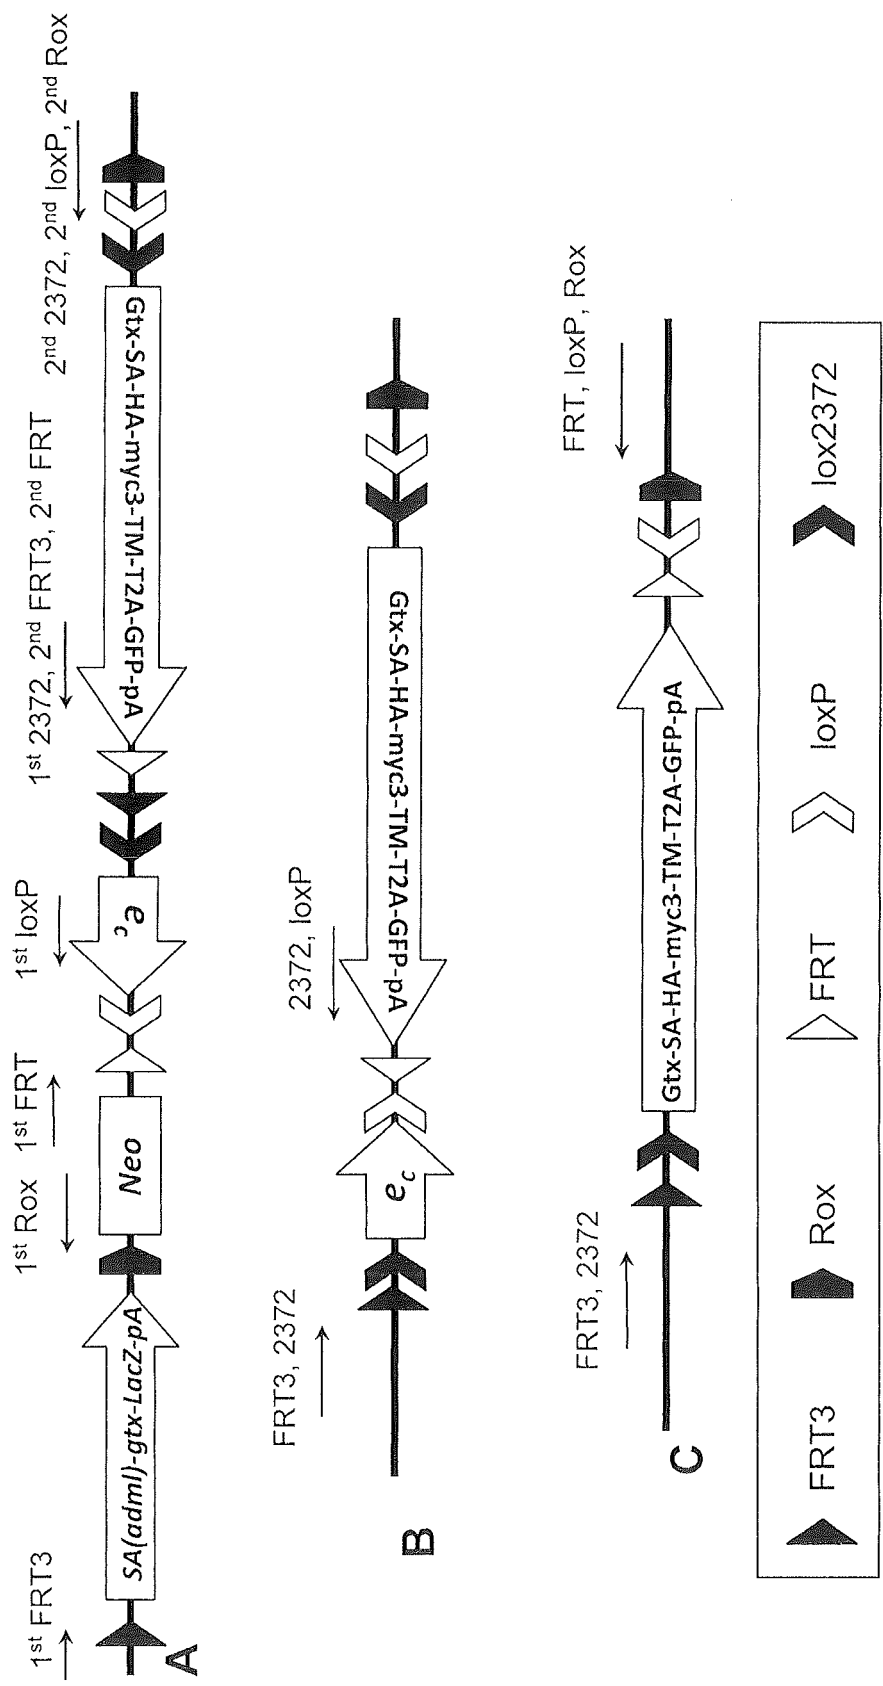 1st FRT3
1st Rox
1st FRT
1st loxP
1st 2372, 2nd FRT3, 2nd FRT
2nd 2372, 2nd loxP, 2nd Rox
SA(adml)-gtx-LacZ-pA
Neo
ec
Gtx-SA-HA-myc3-TM-T2A-GFP-pA
A
FRT3, 2372
2372, loxP
ec
Gtx-SA-HA-myc3-TM-T2A-GFP-pA
B
FRT3, 2372
FRT, loxP, Rox
Gtx-SA-HA-myc3-TM-T2A-GFP-pA
C
FRT3
Rox
FRT
loxP
lox2372